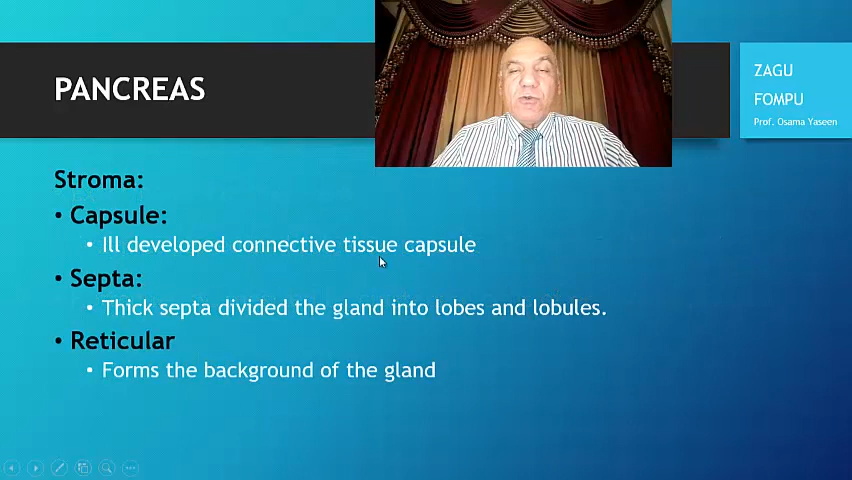 PANCREAS
ZAGU
FOMPU
Prof. Osama Yaseen
Stroma:
• Capsule:
• Ill developed connective tissue capsule
• Septa:
• Thick septa divided the gland into lobes and lobules.
• Reticular
• Forms the background of the gland